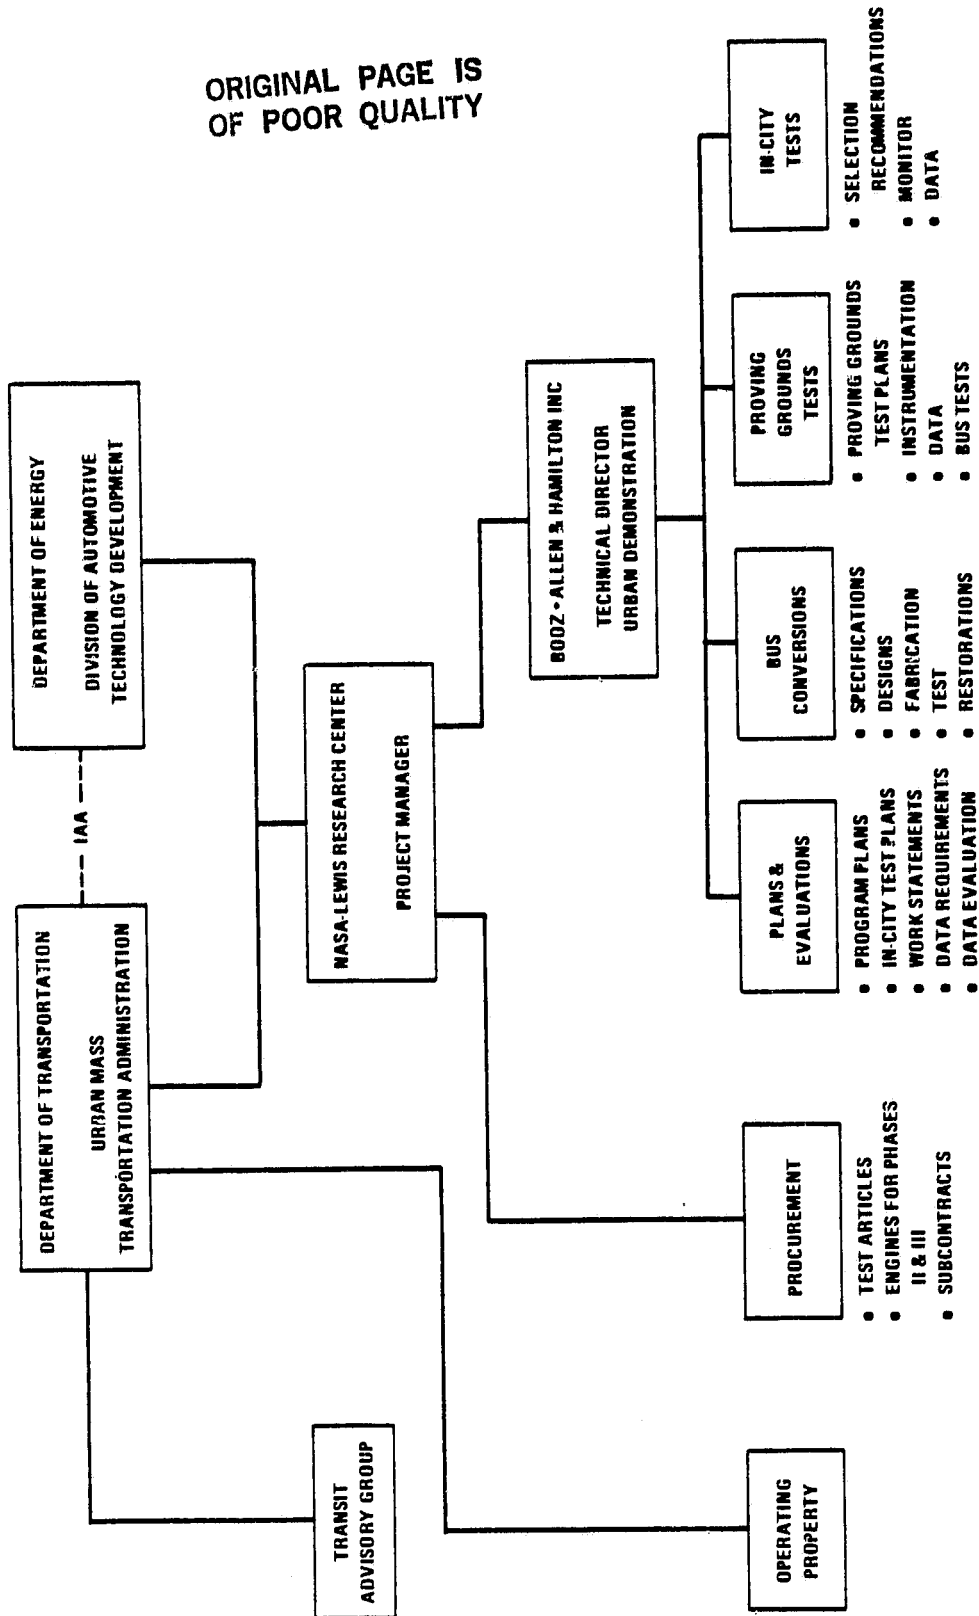 ORIGINAL PAGE IS
OF POOR QUALITY
DEPARTMENT OF TRANSPORTATION
URBAN MASS
TRANSPORTATION ADMINISTRATION
IAA
DEPARTMENT OF ENERGY
DIVISION OF AUTOMOTIVE
TECHNOLOGY DEVELOPMENT
TRANSIT
ADVISORY GROUP
NASA-LEWIS RESEARCH CENTER
PROJECT MANAGER
BOOZ•ALLEN & HAMILTON INC
TECHNICAL DIRECTOR
URBAN DEMONSTRATION
OPERATING
PROPERTY
PROCUREMENT
• TEST ARTICLES
• ENGINES FOR PHASES
II & III
• SUBCONTRACTS
PLANS &
EVALUATIONS
• PROGRAM PLANS
• IN-CITY TEST PLANS
• WORK STATEMENTS
• DATA REQUIREMENTS
• DATA EVALUATION
BUS
CONVERSIONS
• SPECIFICATIONS
• DESIGNS
• FABRICATION
• TEST
• RESTORATIONS
PROVING
GROUNDS
TESTS
• PROVING GROUNDS
TEST PLANS
• INSTRUMENTATION
• DATA
• BUS TESTS
IN-CITY
TESTS
• SELECTION
RECOMMENDATIONS
• MONITOR
• DATA